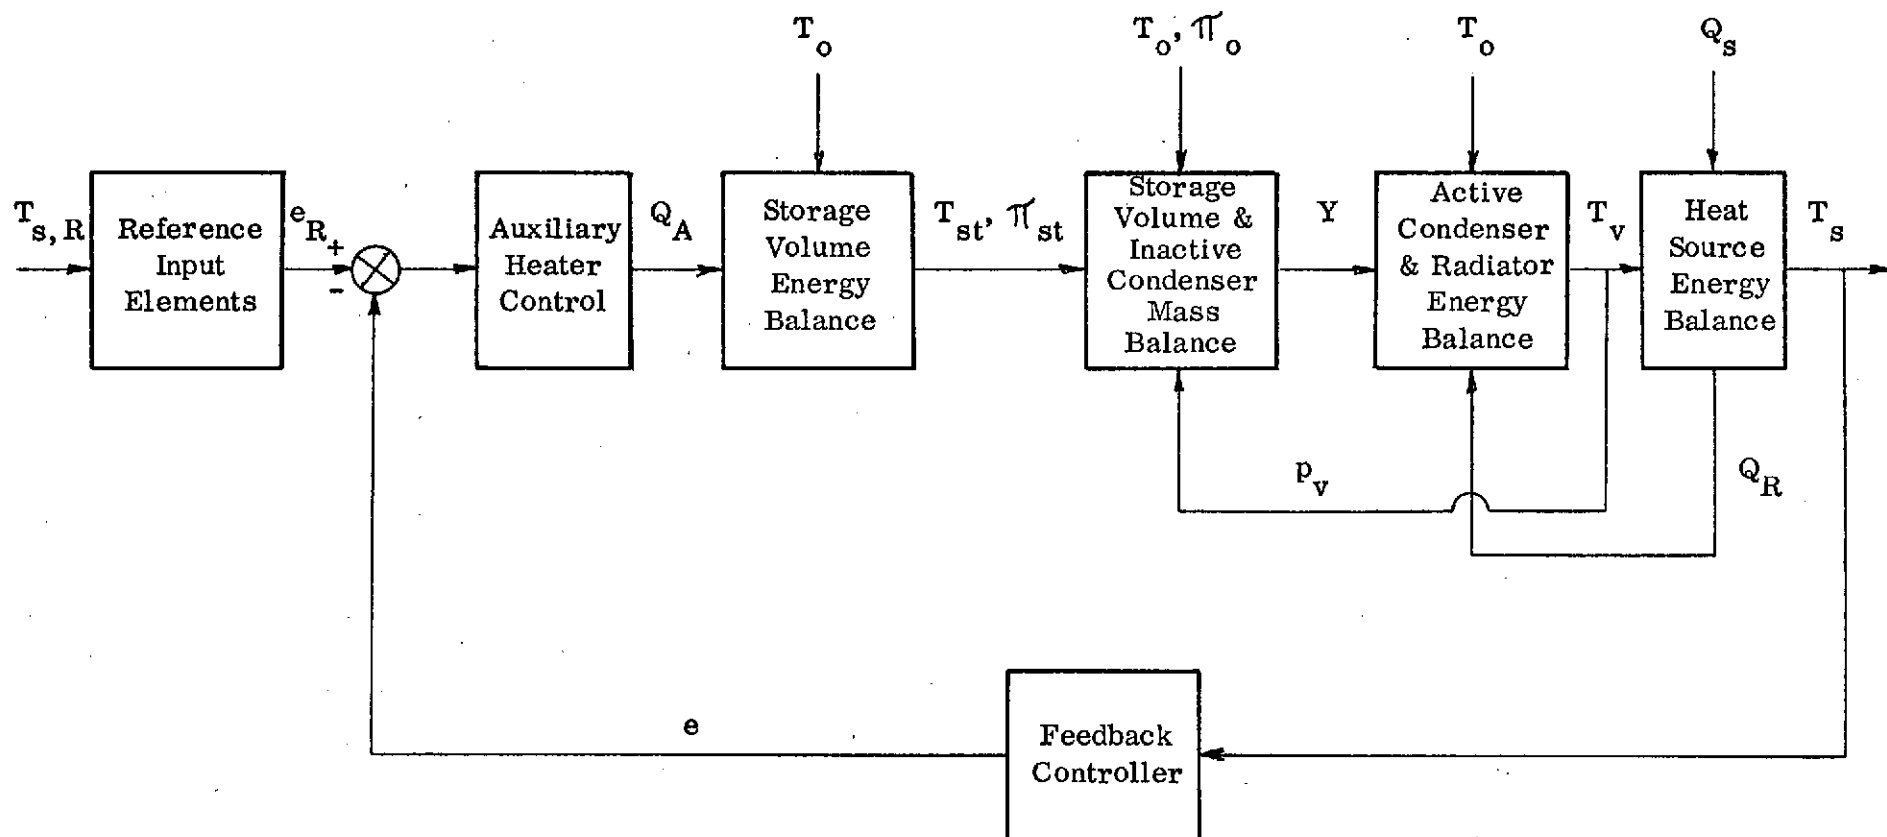 T_o
T_o, π_o
T_o
Q_s
T_s,R
Reference
Input
Elements
e_R
+
-
Auxiliary
Heater
Control
Q_A
Storage
Volume
Energy
Balance
T_st, π_st
Storage
Volume &
Inactive
Condenser
Mass
Balance
Y
Active
Condenser
& Radiator
Energy
Balance
T_v
Heat
Source
Energy
Balance
T_s
p_v
Q_R
e
Feedback
Controller